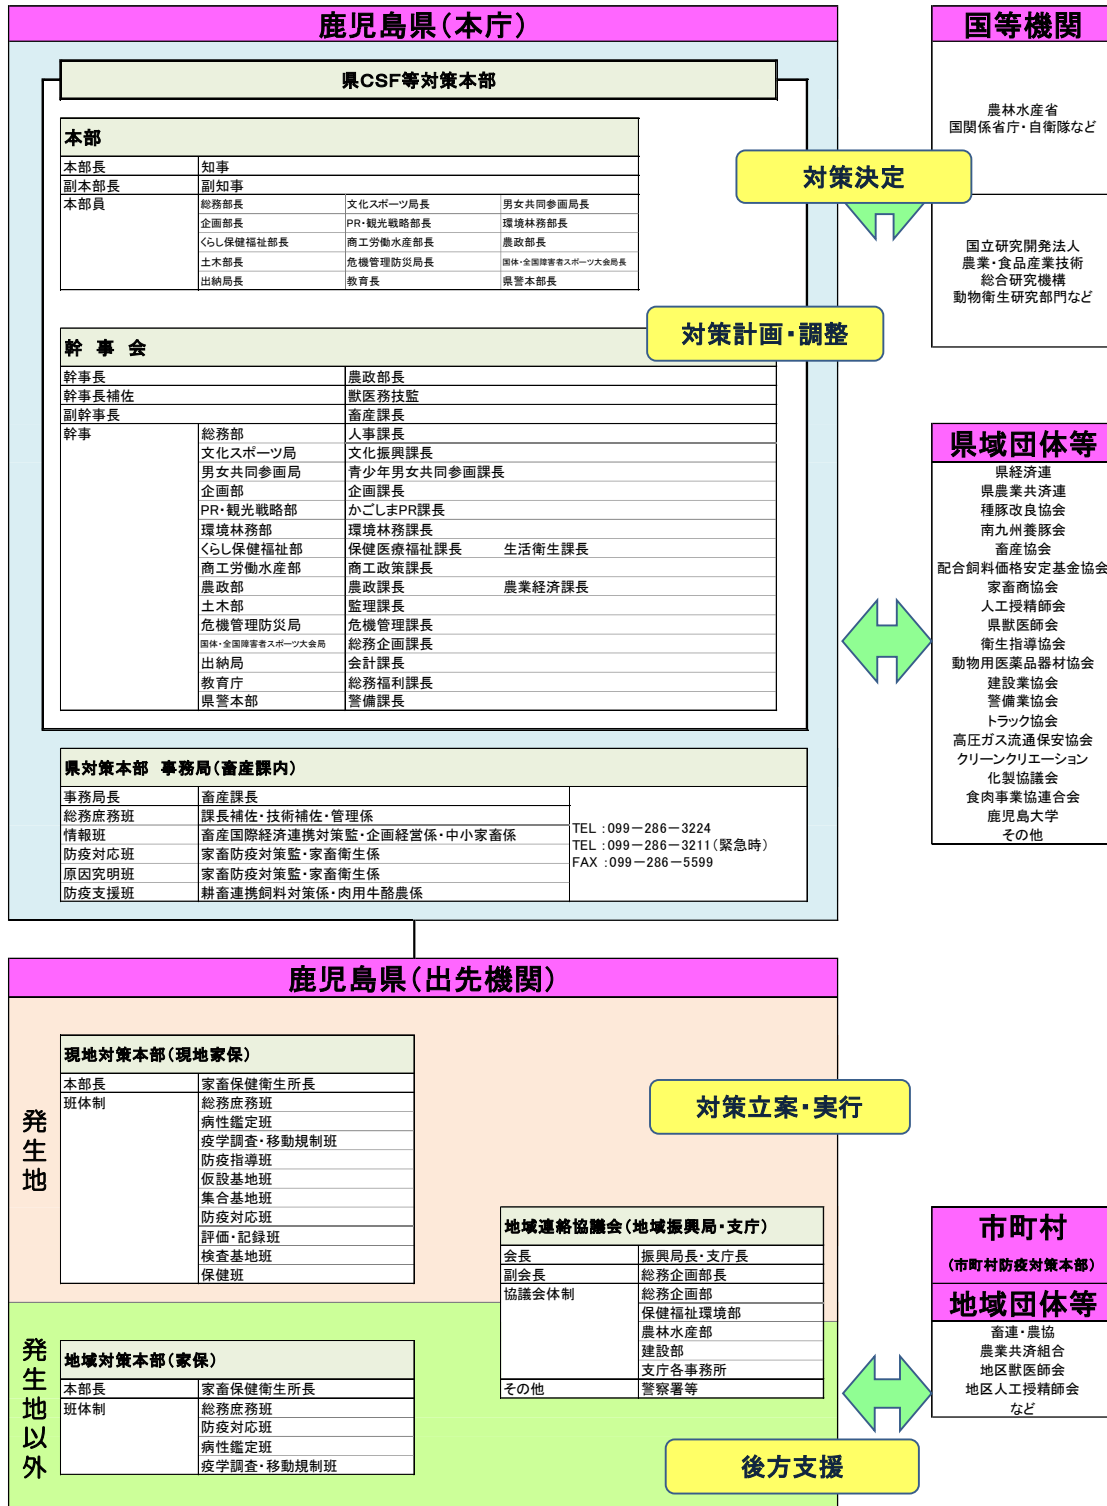 鹿児島県（本庁）
県CSF等対策本部
本部
本部長 知事
副本部長 副知事
本部員 総務部長 文化スポーツ局長 男女共同参画局長
企画部長 PR・観光戦略部長 環境林務部長
くらし保健福祉部長 商工労働水産部長 農政部長
土木部長 危機管理防災局長 国体・全国障害者スポーツ大会局長
出納局長 教育長 県警本部長
対策決定
対策計画・調整
幹 事 会
幹事長 農政部長
幹事長補佐 獣医務技監
副幹事長 畜産課長
幹事 総務部 人事課長
文化スポーツ局 文化振興課長
男女共同参画局 青少年男女共同参画課長
企画部 企画課長
PR・観光戦略部 かごしまPR課長
環境林務部 環境林務課長
くらし保健福祉部 保健医療福祉課長 生活衛生課長
商工労働水産部 商工政策課長
農政部 農政課長 農業経済課長
土木部 監理課長
危機管理防災局 危機管理課長
国体・全国障害者スポーツ大会局 総務企画課長
出納局 会計課長
教育庁 総務福利課長
県警本部 警備課長
県対策本部 事務局（畜産課内）
事務局長 畜産課長
総務庶務班 課長補佐・技術補佐・管理係
情報班 畜産国際経済連携対策監・企画経営係・中小家畜係
防疫対応班 家畜防疫対策監・家畜衛生係
原因究明班 家畜防疫対策監・家畜衛生係
防疫支援班 耕畜連携飼料対策係・肉用牛酪農係
TEL：099－286－3224
TEL：099－286－3211（緊急時）
FAX：099－286－5599
国等機関
農林水産省
国関係省庁・自衛隊など
国立研究開発法人
農業・食品産業技術
総合研究機構
動物衛生研究部門など
県域団体等
県経済連
県農業共済連
種豚改良協会
南九州養豚会
畜産協会
配合飼料価格安定基金協会
家畜商協会
人工授精師会
県獣医師会
衛生指導協会
動物用医薬品器材協会
建設業協会
警備業協会
トラック協会
高圧ガス流通保安協会
クリーンクリエーション
化製協議会
食肉事業協連合会
鹿児島大学
その他
鹿児島県（出先機関）
発生地
現地対策本部（現地家保）
本部長 家畜保健衛生所長
班体制 総務庶務班
病性鑑定班
疫学調査・移動規制班
防疫指導班
仮設基地班
集合基地班
防疫対応班
評価・記録班
検査基地班
保健班
対策立案・実行
地域連絡協議会（地域振興局・支庁）
会長 振興局長・支庁長
副会長 総務企画部長
協議会体制 総務企画部
保健福祉環境部
農林水産部
建設部
支庁各事務所
その他 警察署等
発生地以外
地域対策本部（家保）
本部長 家畜保健衛生所長
班体制 総務庶務班
防疫対応班
病性鑑定班
疫学調査・移動規制班
後方支援
市町村
（市町村防疫対策本部）
地域団体等
畜連・農協
農業共済組合
地区獣医師会
地区人工授精師会
など